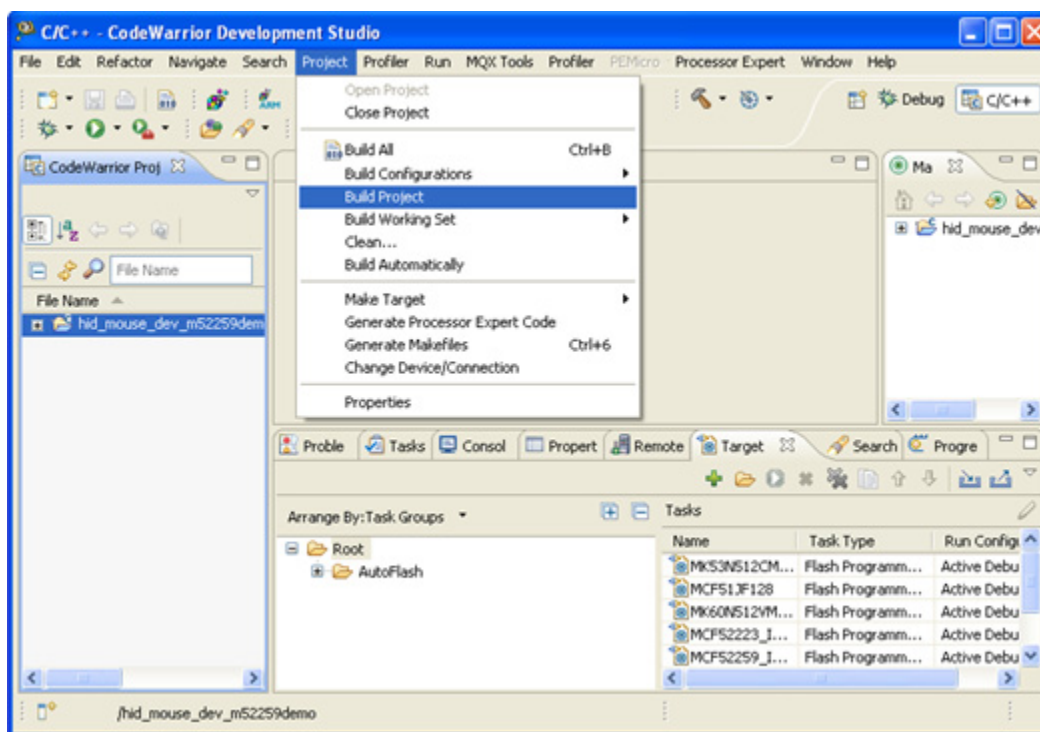 C/C++ - CodeWarrior Development Studio
File Edit Refactor Navigate Search Project Profiler Run MQX Tools Profiler PEMicro Processor Expert Window Help
Open Project
Close Project
Debug C/C++
Build All Ctrl+B
Build Configurations
Build Project
Build Working Set
Clean...
Build Automatically
Make Target
Generate Processor Expert Code
Generate Makefiles Ctrl+6
Change Device/Connection
Properties
CodeWarrior Proj
File Name
File Name
hid_mouse_dev_m52259dem
Ma
hid_mouse_dev
Proble Tasks Consol Propert Remote Target Search Progre
Arrange By:Task Groups
Root
AutoFlash
Tasks
Name Task Type Run Configu
MK53N512CM... Flash Programm... Active Debu
MCF51JF128 Flash Programm... Active Debu
MK60N512VM... Flash Programm... Active Debu
MCF52223_I... Flash Programm... Active Debu
MCF52259_I... Flash Programm... Active Debu
/hid_mouse_dev_m52259demo